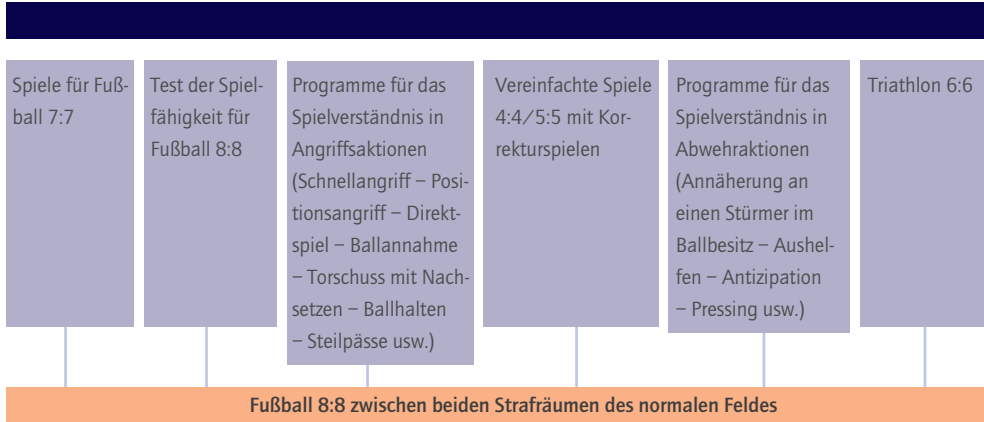 Spiele für Fuß-
ball 7:7
Test der Spiel-
fähigkeit für
Fußball 8:8
Programme für das
Spielverständnis in
Angriffsaktionen
(Schnellangriff – Posi-
tionsangriff – Direkt-
spiel – Ballannahme
– Torschuss mit Nach-
setzen – Ballhalten
– Steilpässe usw.)
Vereinfachte Spiele
4:4/5:5 mit Kor-
rekturspielen
Programme für das
Spielverständnis in
Abwehraktionen
(Annäherung an
einen Stürmer im
Ballbesitz – Aushel-
fen – Antizipation
– Pressing usw.)
Triathlon 6:6
Fußball 8:8 zwischen beiden Strafräumen des normalen Feldes